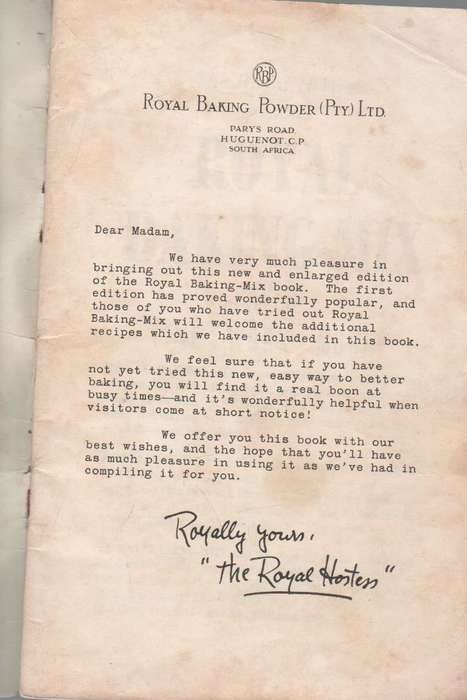 RBP
ROYAL BAKING POWDER (PTY) LTD.
PARYS ROAD
HUGUENOT. C.P.
SOUTH AFRICA
Dear Madam,
We have very much pleasure in
bringing out this new and enlarged edition
of the Royal Baking-Mix book. The first
edition has proved wonderfully popular, and
those of you who have tried out Royal
Baking-Mix will welcome the additional
recipes which we have included in this book.
We feel sure that if you have
not yet tried this new, easy way to better
baking, you will find it a real boon at
busy times—and it's wonderfully helpful when
visitors come at short notice!
We offer you this book with our
best wishes, and the hope that you'll have
as much pleasure in using it as we've had in
compiling it for you.
Royally yours,
"the Royal Hostess"